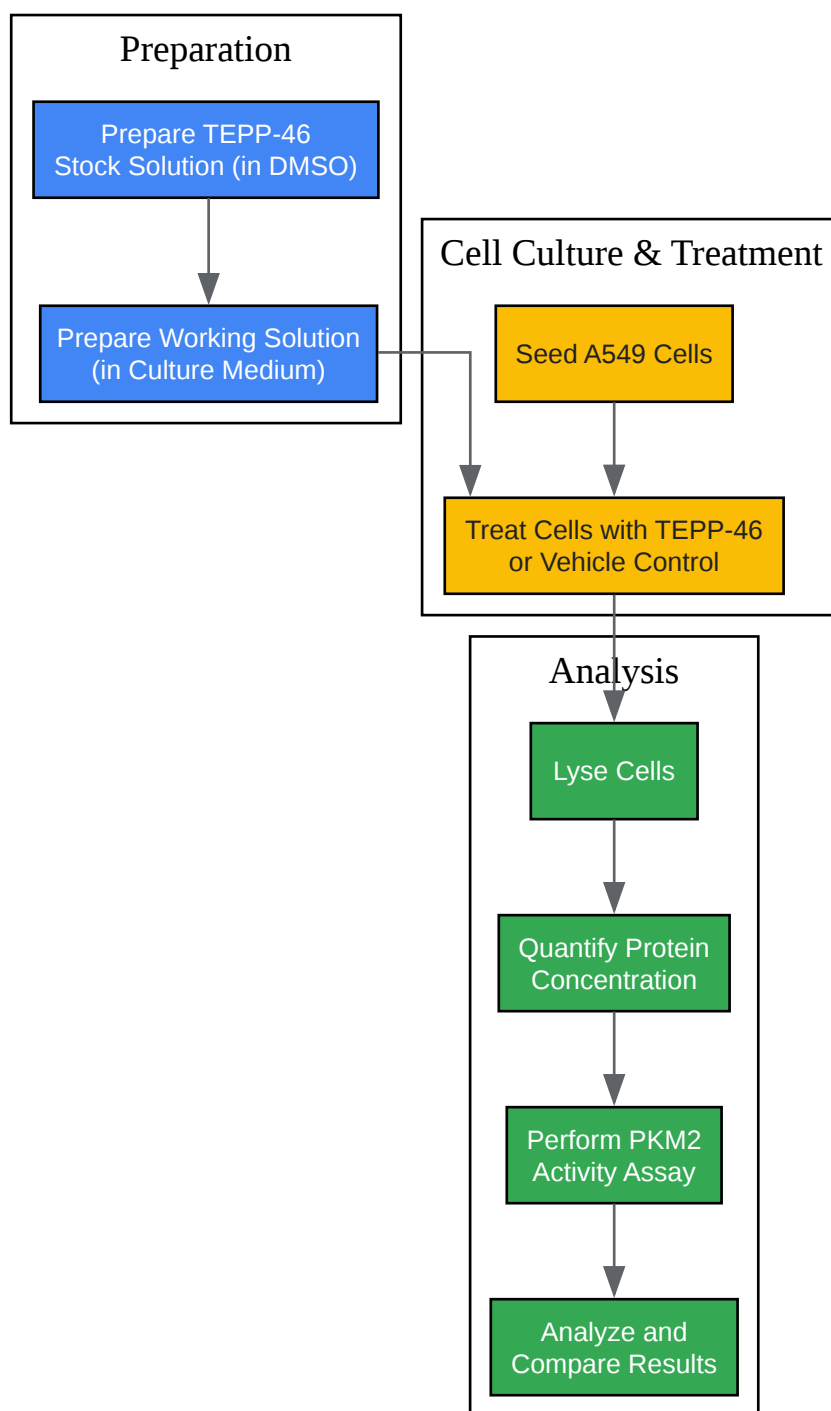 Preparation
Prepare TEPP-46
Stock Solution (in DMSO)
Prepare Working Solution
(in Culture Medium)
Cell Culture & Treatment
Seed A549 Cells
Treat Cells with TEPP-46
or Vehicle Control
Analysis
Lyse Cells
Quantify Protein
Concentration
Perform PKM2
Activity Assay
Analyze and
Compare Results